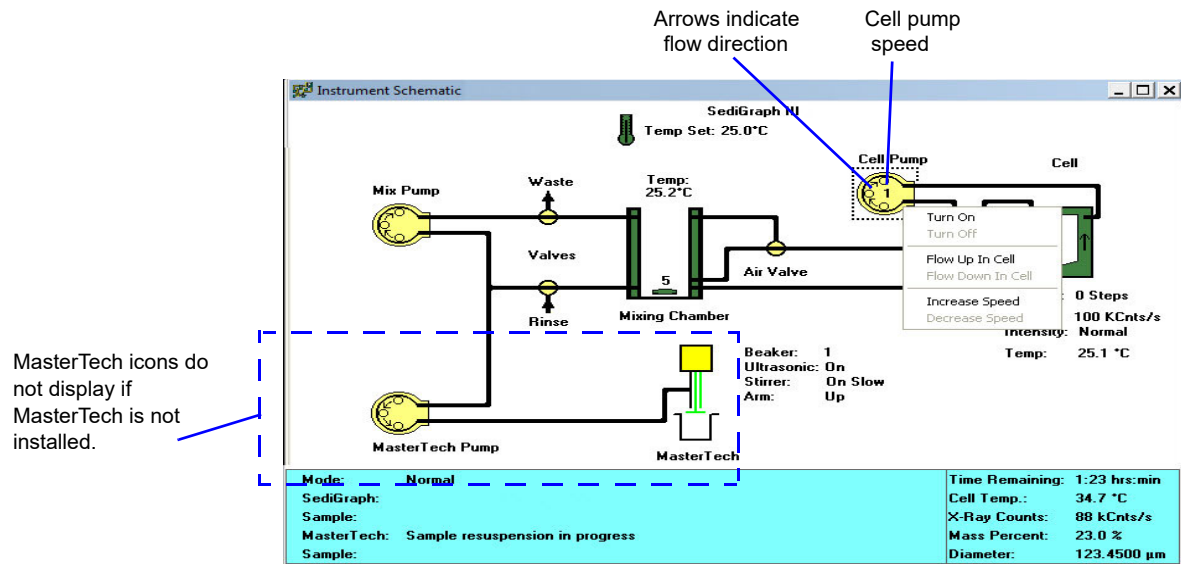 Arrows indicate
flow direction
Cell pump
speed
Instrument Schematic
SediGraph III
Temp Set: 25.0°C
Cell Pump
Cell
Mix Pump
Waste
Temp:
25.2°C
1
Turn On
Turn Off
Valves
Flow Up In Cell
Flow Down In Cell
Air Valve
5
Increase Speed
0 Steps
Rinse
Mixing Chamber
Decrease Speed
100 KCnts/s
Intensity: Normal
Temp: 25.1 °C
MasterTech icons do
not display if
MasterTech is not
installed.
Beaker: 1
Ultrasonic: On
Stirrer: On Slow
Arm: Up
MasterTech Pump
MasterTech
Mode: Normal
SediGraph:
Sample:
MasterTech: Sample resuspension in progress
Sample:
Time Remaining: 1:23 hrs:min
Cell Temp.: 34.7 °C
X-Ray Counts: 88 kCnts/s
Mass Percent: 23.0 %
Diameter: 123.4500 µm